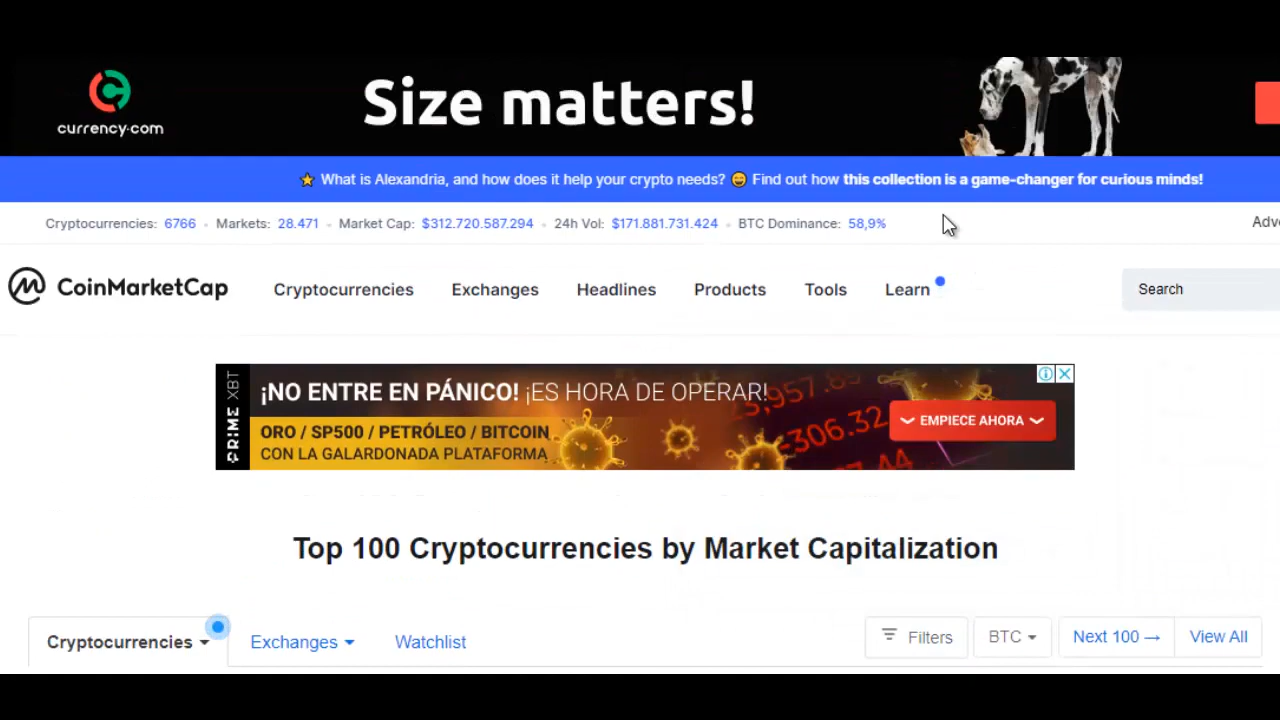 currency.com
Size matters!
What is Alexandria, and how does it help your crypto needs? Find out how this collection is a game-changer for curious minds!
Cryptocurrencies: 6766 Markets: 28.471 Market Cap: $312.720.587.294 24h Vol: $171.881.731.424 BTC Dominance: 58,9%
CoinMarketCap Cryptocurrencies Exchanges Headlines Products Tools Learn Search
PRIME XBT
¡NO ENTRE EN PÁNICO! ¡ES HORA DE OPERAR!
ORO / SP500 / PETRÓLEO / BITCOIN
CON LA GALARDONADA PLATAFORMA
EMPIECE AHORA
Top 100 Cryptocurrencies by Market Capitalization
Cryptocurrencies Exchanges Watchlist Filters BTC Next 100 → View All